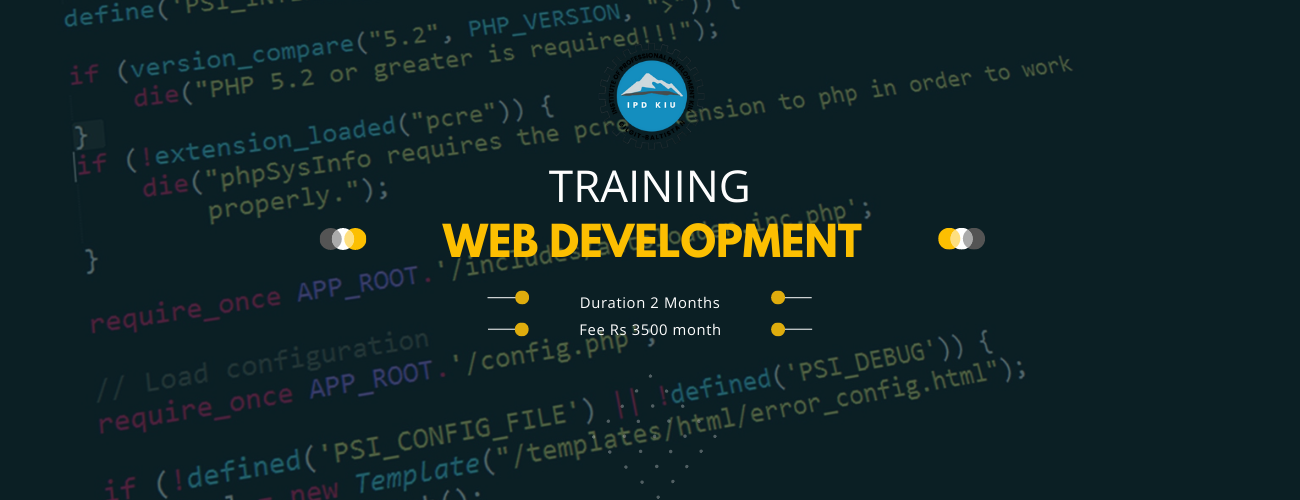 define('PSI_INTE
if (version_compare("5.2", PHP_VERSION, ">")) {
die("PHP 5.2 or greater is required!!!");
}
if (!extension_loaded("pcre")) {
die("phpSysInfo requires the pcre extension to php in order to work
properly.");
}
IPD KIU
TRAINING
WEB DEVELOPMENT
Duration 2 Months
Fee Rs 3500 month
require_once APP_ROOT.'/includes/autoloader.inc.php';
// Load configuration
require_once APP_ROOT.'/config.php';
if (!defined('PSI_CONFIG_FILE') || !defined('PSI_DEBUG')) {
= new Template("/templates/html/error_config.html");